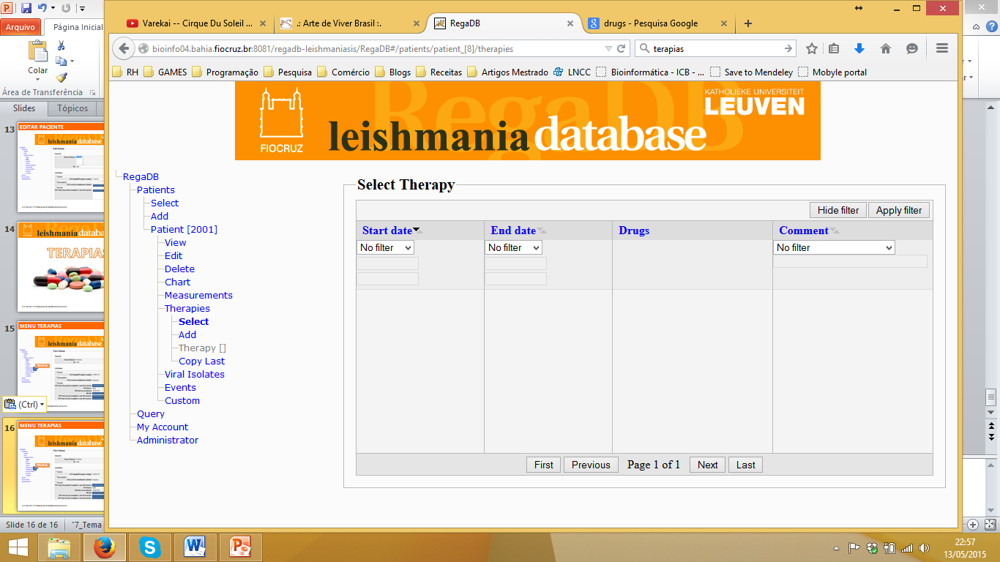 Arquivo
Página Inicial
Colar
Área de Transferência
Slides
Tópicos
13
EDITAR PACIENTE
14
leishmania datab
TERAPIAS
15
MENU TERAPIAS
leishmania datab
(Ctrl)
16
MENU TERAPIAS
leishmania datab
Slide 16 de 16
"7_Tema
Varekai -- Cirque Du Soleil ...
.: Arte de Viver Brasil :.
RegaDB
drugs - Pesquisa Google
bioinfo04.bahia.fiocruz.br:8081/regadb-leishmaniasis/RegaDB#/patients/patient_[8]/therapies
terapias
RH
GAMES
Programação
Pesquisa
Comércio
Blogs
Receitas
Artigos Mestrado
LNCC
Bioinformática - ICB - ...
Save to Mendeley
Mobyle portal
RegaDB
FIOCRUZ
leishmania database
KATHOLIEKE UNIVERSITEIT
LEUVEN
RegaDB
Patients
Select
Add
Patient [2001]
View
Edit
Delete
Chart
Measurements
Therapies
Select
Add
Therapy []
Copy Last
Viral Isolates
Events
Custom
Query
My Account
Administrator
Select Therapy
Hide filter Apply filter
Start date End date Drugs Comment
No filter No filter No filter
First Previous Page 1 of 1 Next Last
22:57
13/05/2015